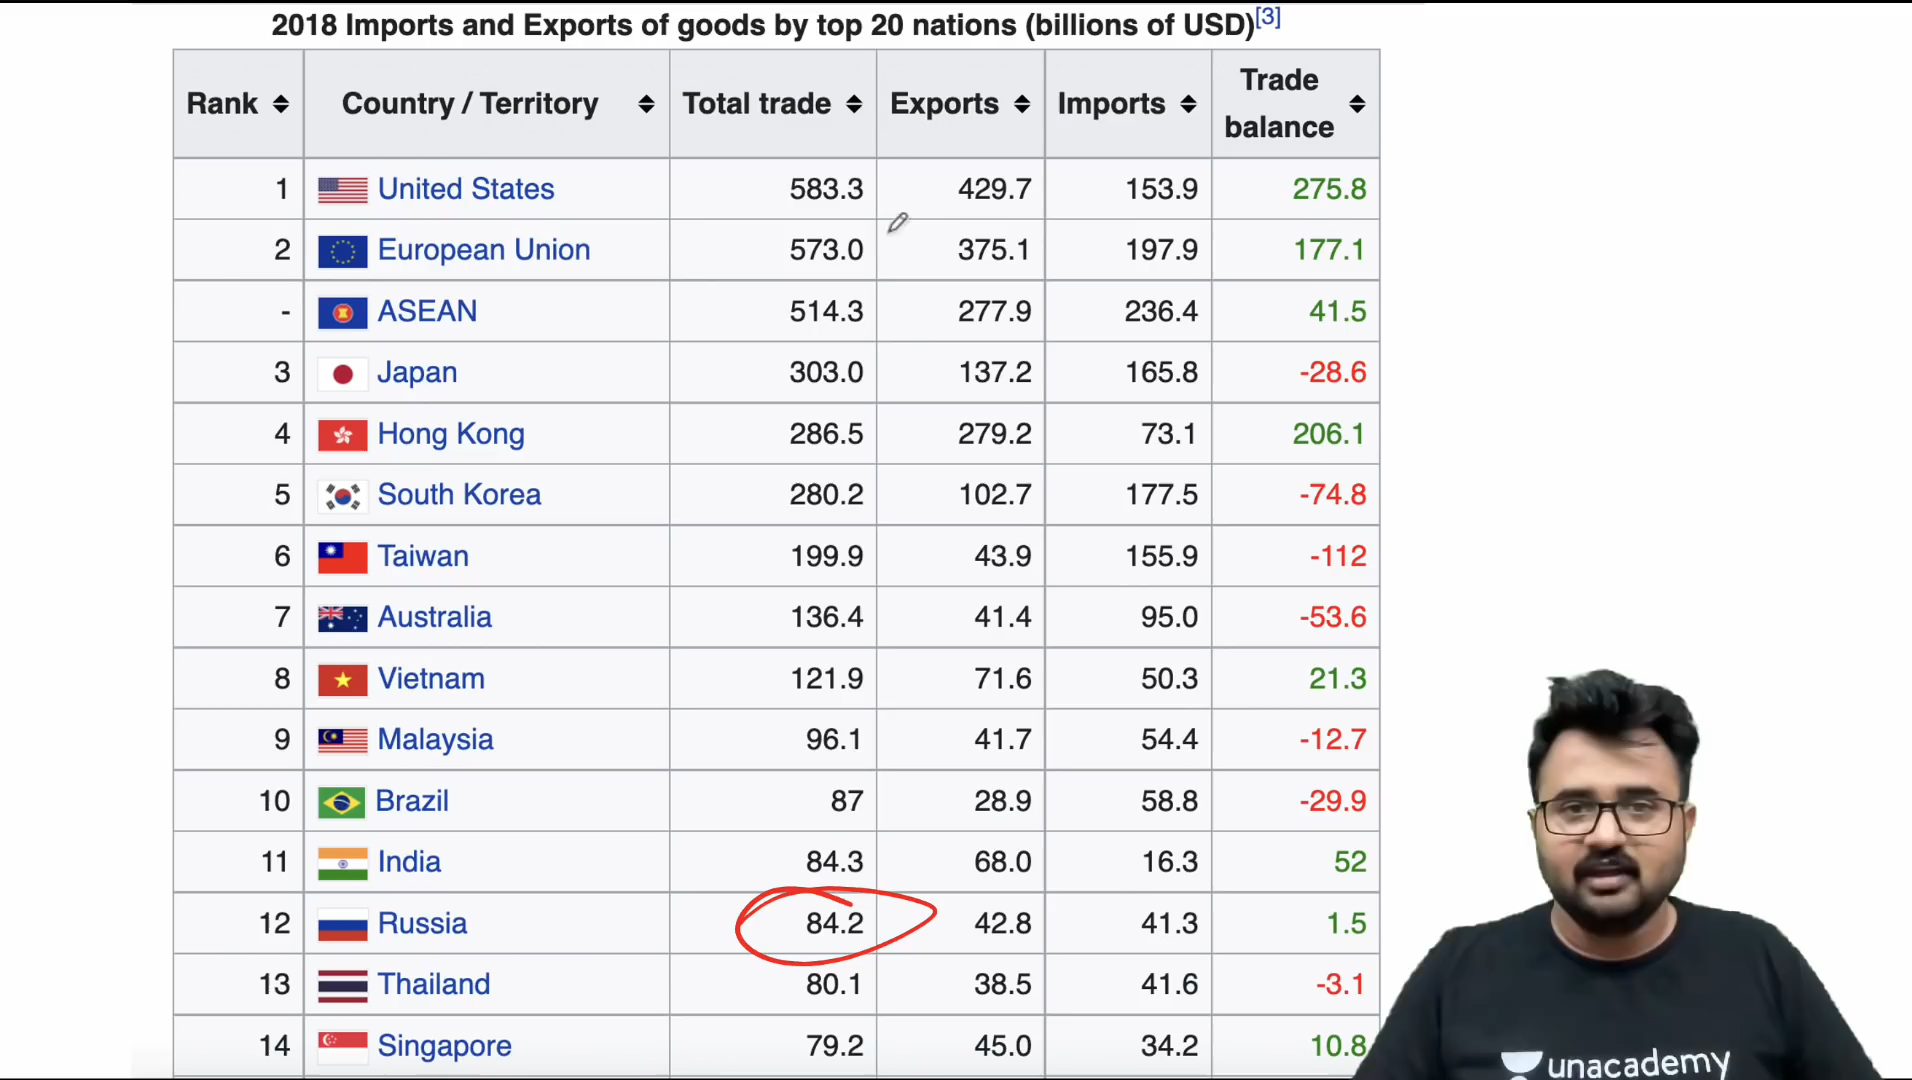 2018 Imports and Exports of goods by top 20 nations (billions of USD)[3]
Rank Country / Territory Total trade Exports Imports Trade balance
1 United States 583.3 429.7 153.9 275.8
2 European Union 573.0 375.1 197.9 177.1
- ASEAN 514.3 277.9 236.4 41.5
3 Japan 303.0 137.2 165.8 -28.6
4 Hong Kong 286.5 279.2 73.1 206.1
5 South Korea 280.2 102.7 177.5 -74.8
6 Taiwan 199.9 43.9 155.9 -112
7 Australia 136.4 41.4 95.0 -53.6
8 Vietnam 121.9 71.6 50.3 21.3
9 Malaysia 96.1 41.7 54.4 -12.7
10 Brazil 87 28.9 58.8 -29.9
11 India 84.3 68.0 16.3 52
12 Russia 84.2 42.8 41.3 1.5
13 Thailand 80.1 38.5 41.6 -3.1
14 Singapore 79.2 45.0 34.2 10.8
unacademy